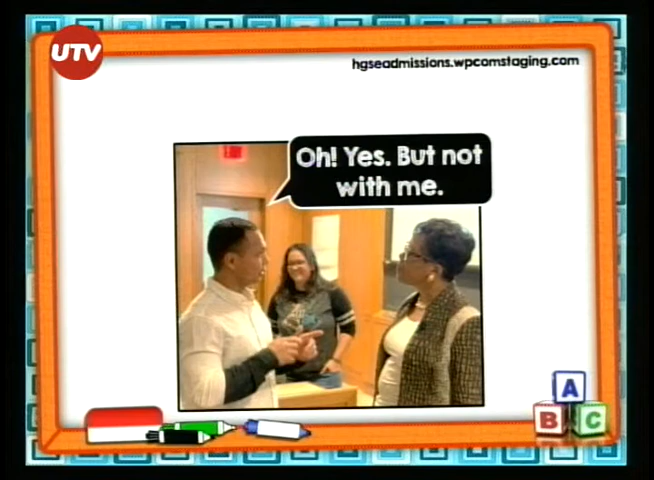 UTV
hgseadmissions.wpcomstaging.com
Oh! Yes. But not
with me.
A
B C